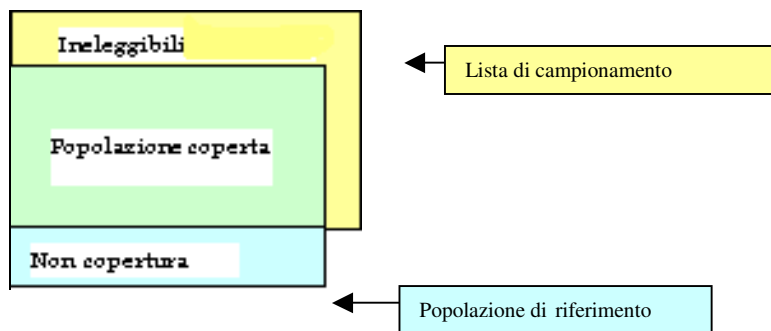 Ineleggibili
Lista di campionamento
Popolazione coperta
Non copertura
Popolazione di riferimento